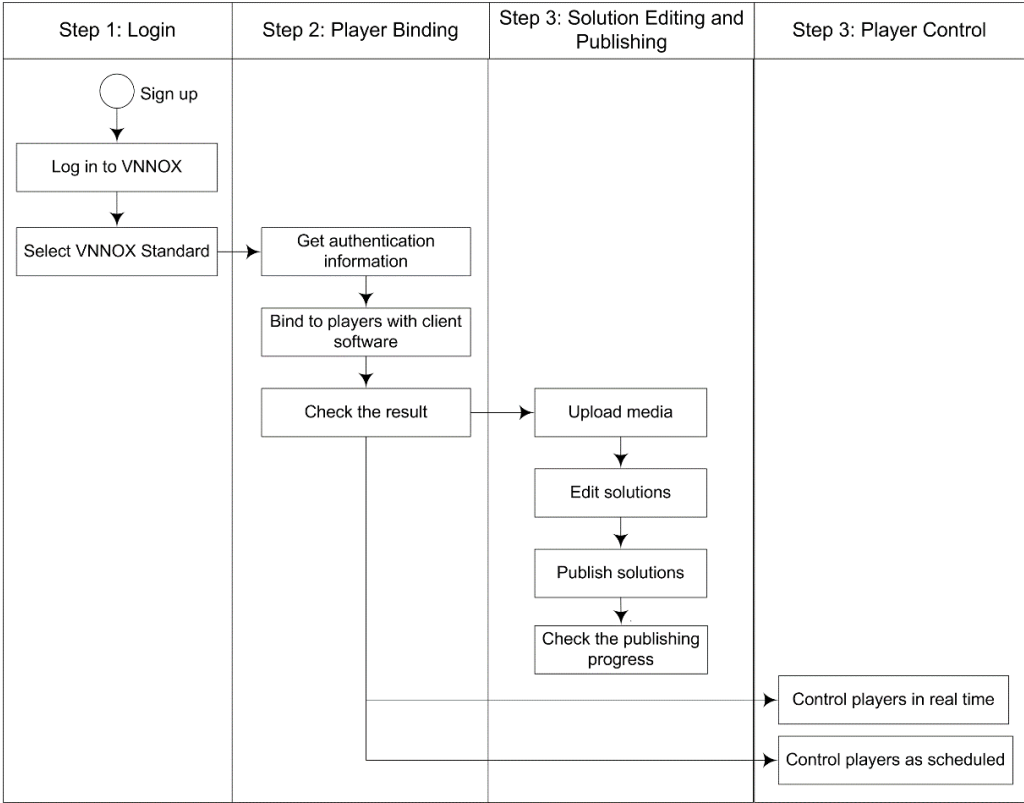 Step 1: Login
Step 2: Player Binding
Step 3: Solution Editing and
Publishing
Step 3: Player Control
Sign up
Log in to VNNOX
Select VNNOX Standard
Get authentication
information
Bind to players with client
software
Check the result
Upload media
Edit solutions
Publish solutions
Check the publishing
progress
Control players in real time
Control players as scheduled